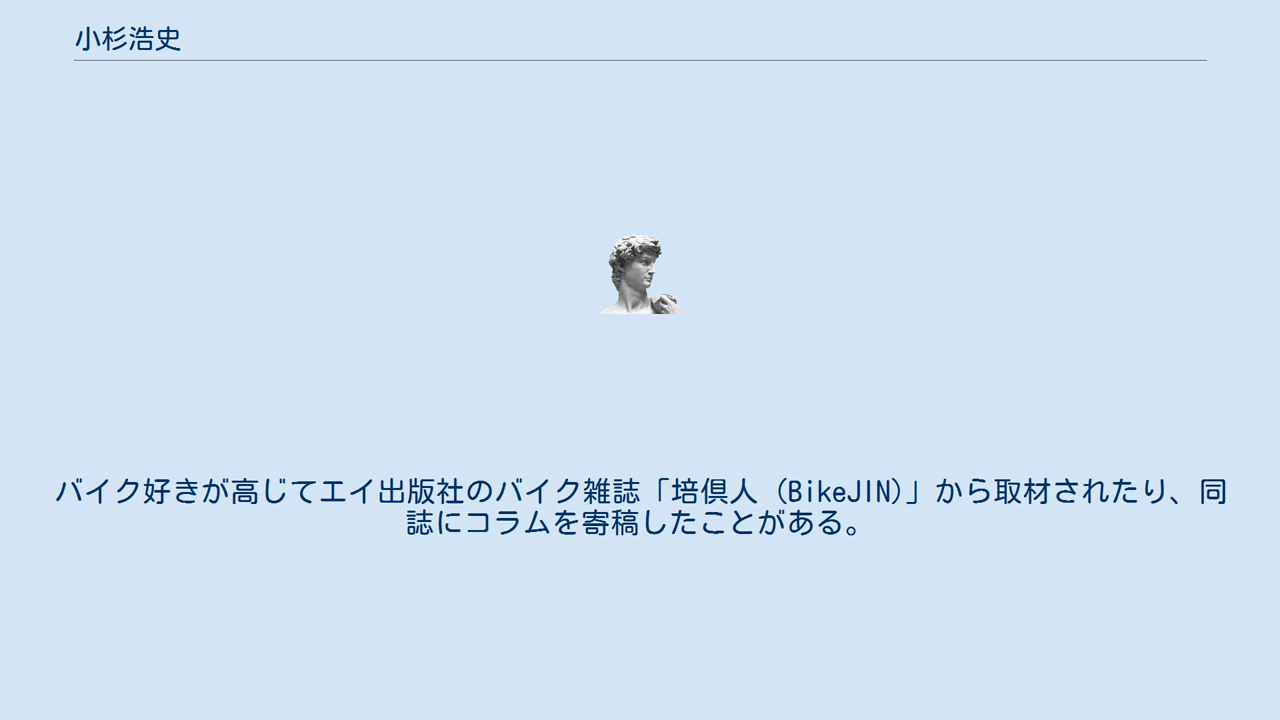 小杉浩史
バイク好きが高じてエイ出版社のバイク雑誌「培倶人（BikeJIN)」から取材されたり、同
誌にコラムを寄稿したことがある。